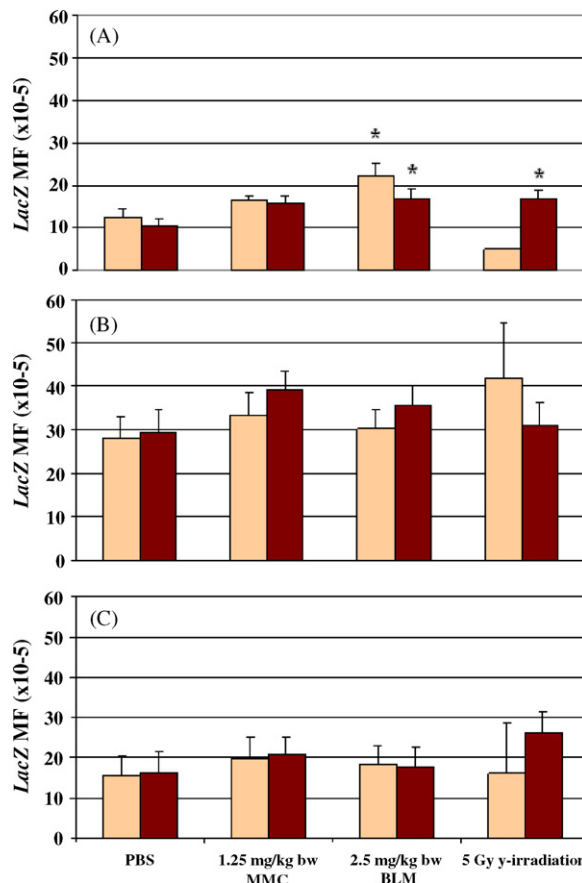 (A)
LacZ MF (x10-5)
60
50
40
30
20
10
0
*
*
*
(B)
LacZ MF (x10-5)
60
50
40
30
20
10
0
(C)
LacZ MF (x10-5)
60
50
40
30
20
10
0
PBS
1.25 mg/kg bw
MMC
2.5 mg/kg bw
BLM
5 Gy y-irradiation